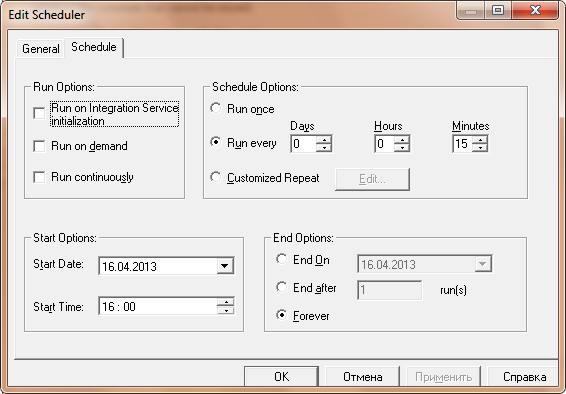 Edit Scheduler
General
Schedule
Run Options:
Run on Integration Service
initialization
Run on demand
Run continuously
Schedule Options:
Run once
Run every
Days
0
Hours
0
Minutes
15
Customized Repeat
Edit...
Start Options:
Start Date:
16.04.2013
Start Time:
16 : 00
End Options:
End On
16.04.2013
End after
1
run(s)
Forever
OK
Отмена
Применить
Справка